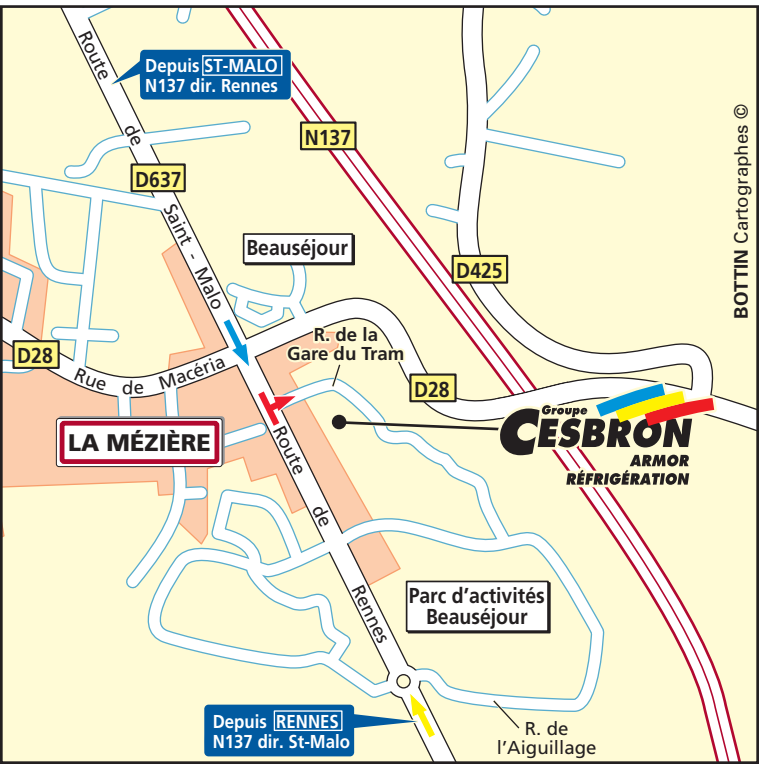 Route de Saint - Malo
Depuis ST-MALO
N137 dir. Rennes
N137
D637
BOTTIN Cartographes ©
Beauséjour
D425
R. de la
Gare du Tram
D28
Rue de Macéria
D28
Groupe
CESBRON
ARMOR
RÉFRIGÉRATION
LA MÉZIÈRE
Route de Rennes
Parc d'activités
Beauséjour
Depuis RENNES
N137 dir. St-Malo
R. de
l'Aiguillage